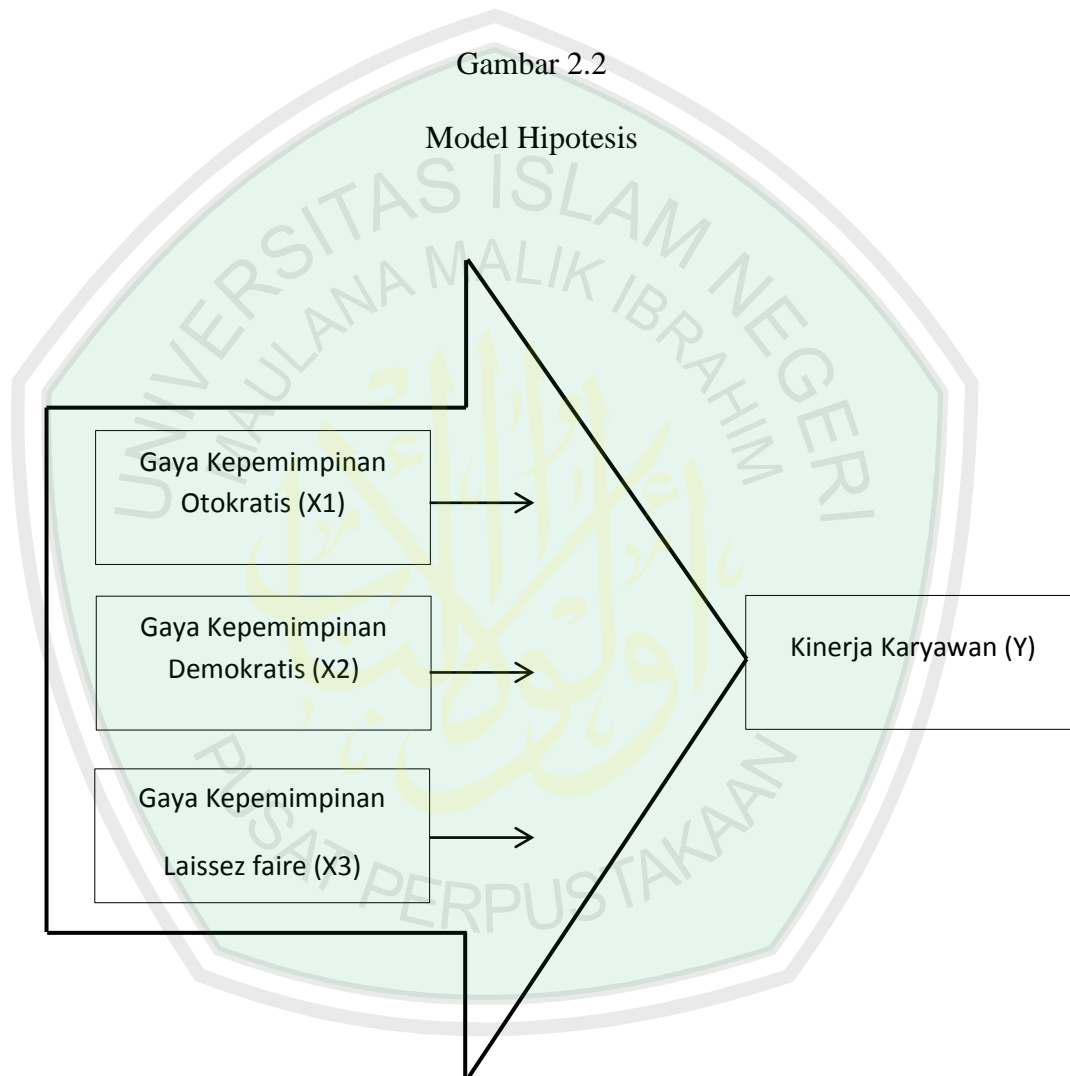 Gambar 2.2
Model Hipotesis
UNIVERSITAS ISLAM NEGERI
MAULANA MALIK IBRAHIM
Gaya Kepemimpinan
Otokratis (X1)
Gaya Kepemimpinan
Demokratis (X2)
Kinerja Karyawan (Y)
Gaya Kepemimpinan
Laissez faire (X3)
PUSAT PERPUSTAKAAN